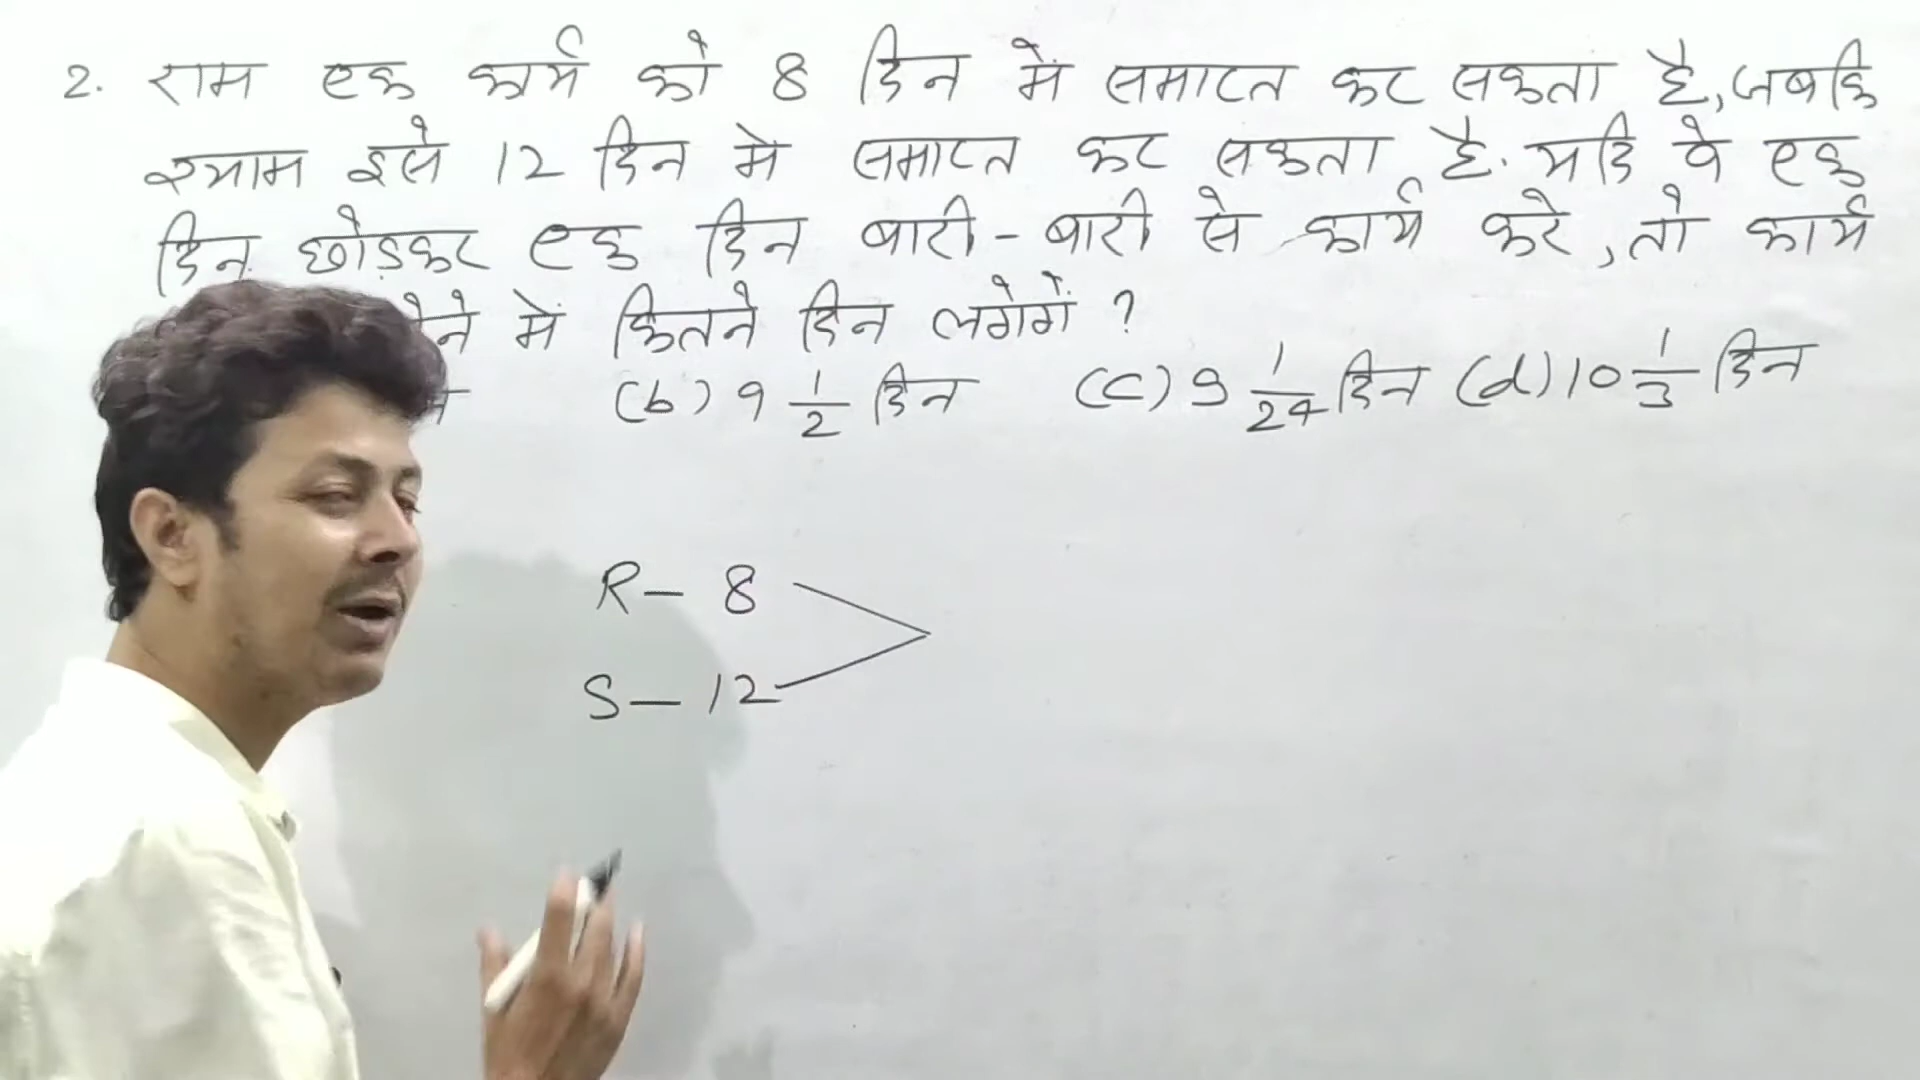 2. राम एक कार्य को 8 दिन में समाप्त कर सकता है, जबकि
श्याम इसे 12 दिन में समाप्त कर सकता है. यदि वे एक
दिन छोड़कर एक दिन बारी-बारी से कार्य करे, तो कार्य
में कितने दिन लगेगें ?
(b) 9 1/2 दिन (c) 9 1/24 दिन (d) 10 1/3 दिन
R - 8
S - 12